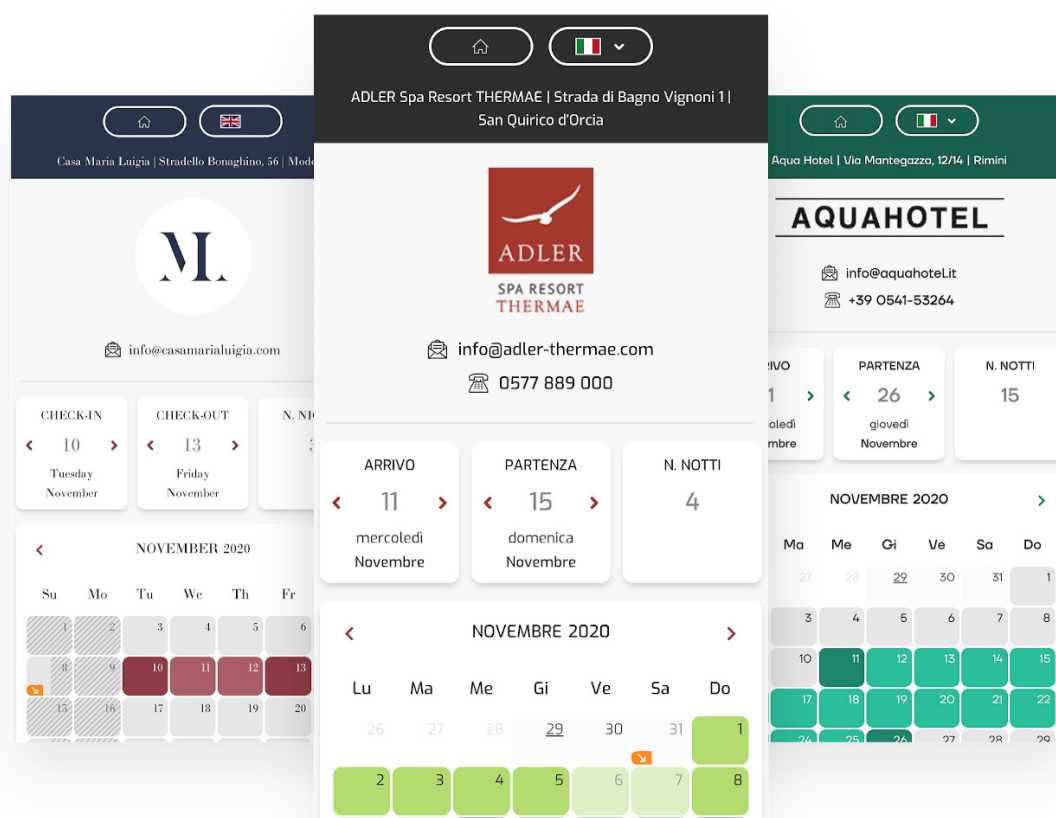 Casa Maria Luigia | Stradello Bonaghino, 56 |
ML
info@casamarialuigia.com
CHECK-IN
10
Tuesday
November
CHECK-OUT
13
Friday
November
N.
NOVEMBER 2020
Su Mo Tu We Th Fr
1 2 3 4 5 6
8 9 10 11 12 13
15 16 17 18 19 20
ADLER Spa Resort THERMAE | Strada di Bagno Vignoni 1 |
San Quirico d'Orcia
ADLER
SPA RESORT
THERMAE
info@adler-thermae.com
0577 889 000
ARRIVO
11
mercoledì
Novembre
PARTENZA
15
domenica
Novembre
N. NOTTI
4
NOVEMBRE 2020
Lu Ma Me Gi Ve Sa Do
26 27 28 29 30 31 1
2 3 4 5 6 7 8
Aqua Hotel | Via Mantegazza, 12/14 | Rimini
AQUAHOTEL
info@aquahotel.it
+39 0541-53264
PARTENZA
26
giovedì
Novembre
N. NOTTI
15
NOVEMBRE 2020
Ma Me Gi Ve Sa Do
27 28 29 30 31 1
3 4 5 6 7 8
10 11 12 13 14 15
17 18 19 20 21 22
24 25 26 27 28 29